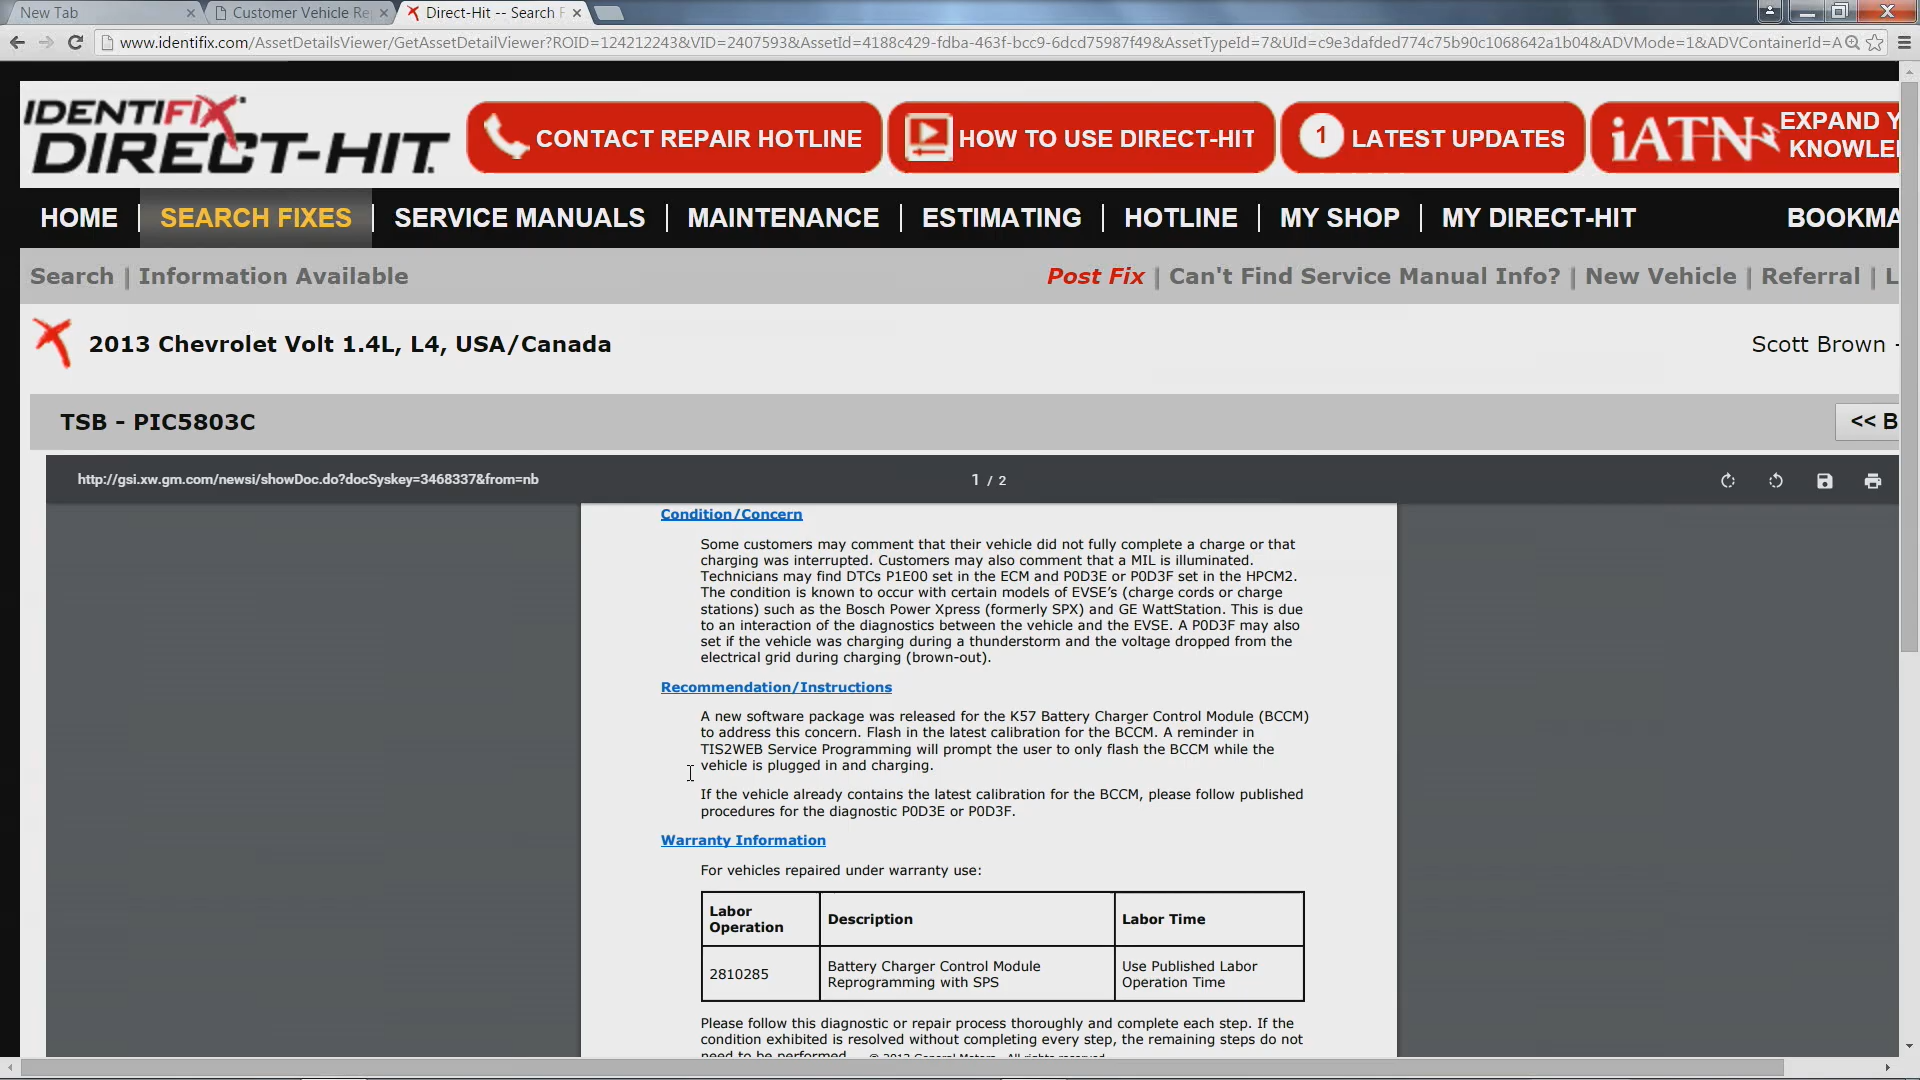 New Tab
Customer Vehicle Re
Direct-Hit -- Search F
www.identifix.com/AssetDetailsViewer/GetAssetDetailViewer?ROID=124212243&VID=2407593&AssetId=4188c429-fdba-463f-bcc9-6dcd75987f49&AssetTypeId=7&UId=c9e3dafded774c75b90c1068642a1b04&ADVMode=1&ADVContainerId=A
IDENTIFIX
DIRECT-HIT
CONTACT REPAIR HOTLINE
HOW TO USE DIRECT-HIT
1 LATEST UPDATES
iATN
EXPAND Y
KNOWLE
HOME | SEARCH FIXES | SERVICE MANUALS | MAINTENANCE | ESTIMATING | HOTLINE | MY SHOP | MY DIRECT-HIT BOOKMA
Search | Information Available
Post Fix | Can't Find Service Manual Info? | New Vehicle | Referral | L
2013 Chevrolet Volt 1.4L, L4, USA/Canada
Scott Brown -
TSB - PIC5803C
<< B
http://gsi.xw.gm.com/newsi/showDoc.do?docSyskey=3468337&from=nb
1 / 2
Condition/Concern
Some customers may comment that their vehicle did not fully complete a charge or that
charging was interrupted. Customers may also comment that a MIL is illuminated.
Technicians may find DTCs P1E00 set in the ECM and P0D3E or P0D3F set in the HPCM2.
The condition is known to occur with certain models of EVSE's (charge cords or charge
stations) such as the Bosch Power Xpress (formerly SPX) and GE WattStation. This is due
to an interaction of the diagnostics between the vehicle and the EVSE. A P0D3F may also
set if the vehicle was charging during a thunderstorm and the voltage dropped from the
electrical grid during charging (brown-out).
Recommendation/Instructions
A new software package was released for the K57 Battery Charger Control Module (BCCM)
to address this concern. Flash in the latest calibration for the BCCM. A reminder in
TIS2WEB Service Programming will prompt the user to only flash the BCCM while the
vehicle is plugged in and charging.
If the vehicle already contains the latest calibration for the BCCM, please follow published
procedures for the diagnostic P0D3E or P0D3F.
Warranty Information
For vehicles repaired under warranty use:
Labor
Operation
Description
Labor Time
2810285
Battery Charger Control Module
Reprogramming with SPS
Use Published Labor
Operation Time
Please follow this diagnostic or repair process thoroughly and complete each step. If the
condition exhibited is resolved without completing every step, the remaining steps do not
need to be performed.
© 2013 General Motors. All rights reserved.